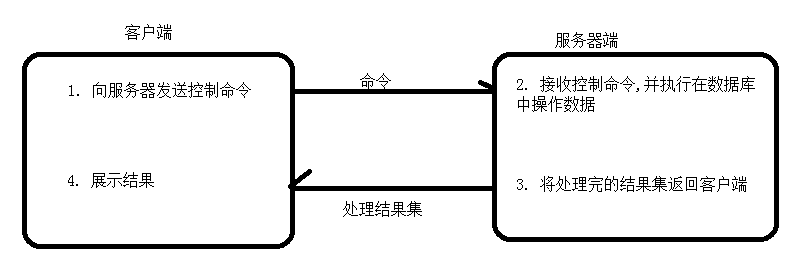 客户端
服务器端
1. 向服务器发送控制命令
命令
2. 接收控制命令,并执行在数据库
中操作数据
4. 展示结果
3. 将处理完的结果集返回客户端
处理结果集